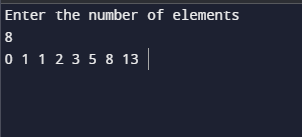 Enter the number of elements
8
0 1 1 2 3 5 8 13